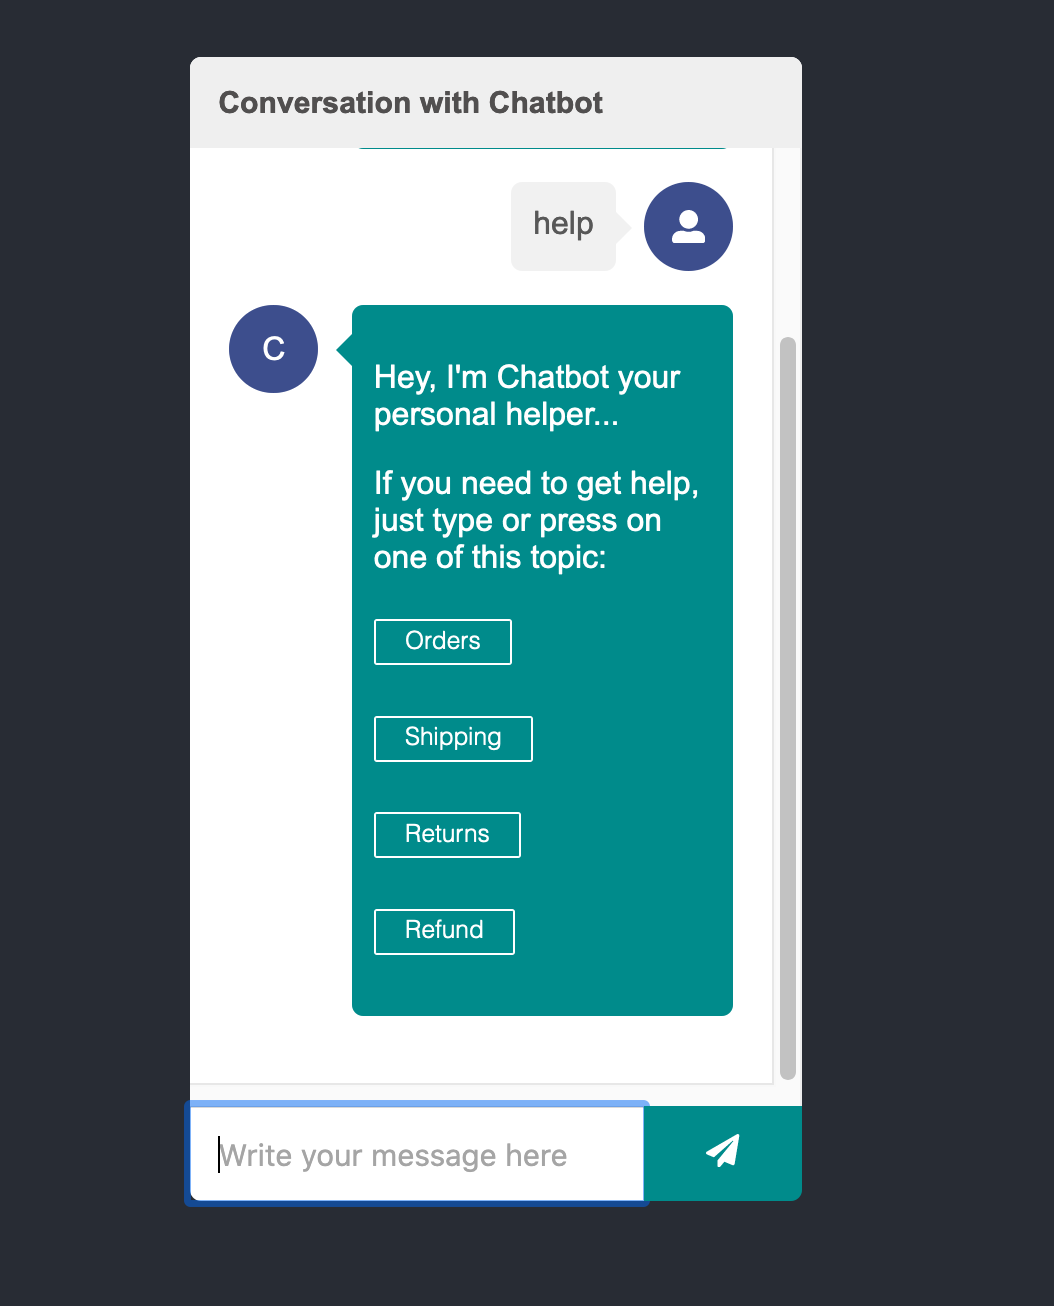 Conversation with Chatbot
help
C
Hey, I'm Chatbot your
personal helper...
If you need to get help,
just type or press on
one of this topic:
Orders
Shipping
Returns
Refund
Write your message here